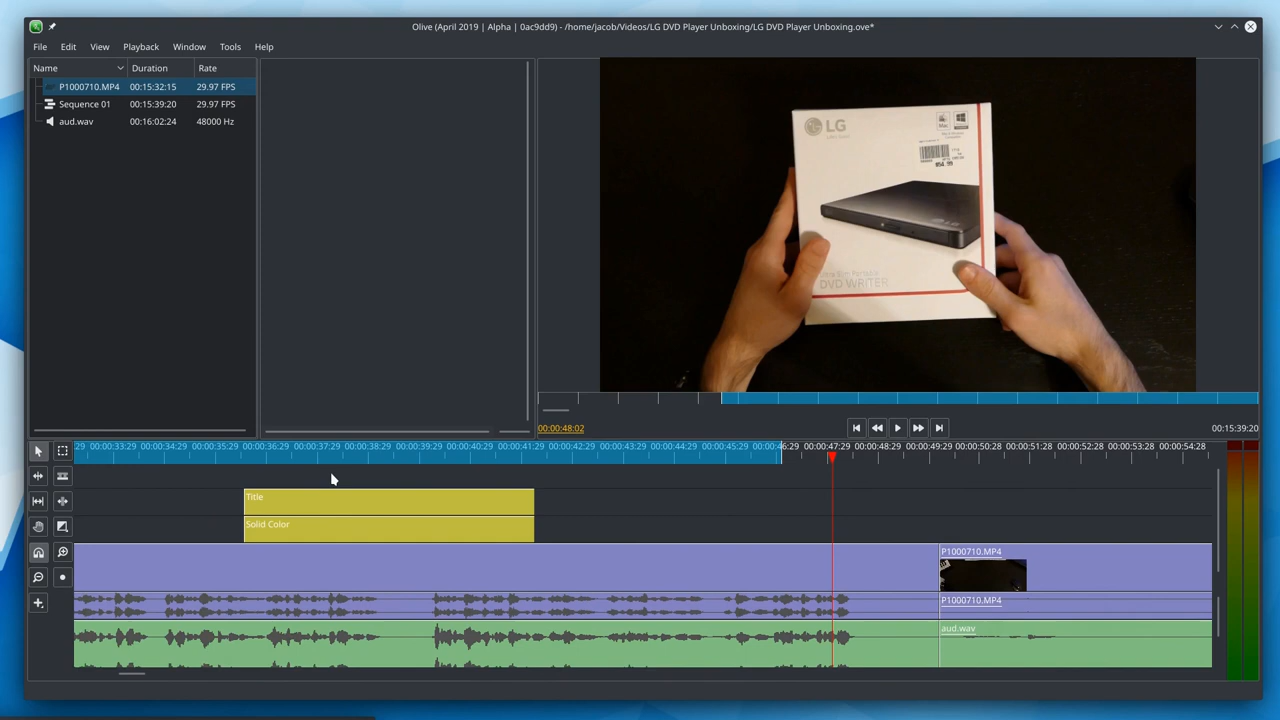 Olive (April 2019 | Alpha | 0ac9dd9) - /home/jacob/Videos/LG DVD Player Unboxing/LG DVD Player Unboxing.ove*
File Edit View Playback Window Tools Help
Name Duration Rate
P1000710.MP4 00:15:32:15 29.97 FPS
Sequence 01 00:15:39:20 29.97 FPS
aud.wav 00:16:02:24 48000 Hz
LG
Mac
Ultra Slim Portable
DVD WRITER
00:00:48:02 00:15:39:20
:29 00:00:33:29 00:00:34:29 00:00:35:29 00:00:36:29 00:00:37:29 00:00:38:29 00:00:39:29 00:00:40:29 00:00:41:29 00:00:42:29 00:00:43:29 00:00:44:29 00:00:45:29 00:00:46:29 00:00:47:29 00:00:48:29 00:00:49:29 00:00:50:28 00:00:51:28 00:00:52:28 00:00:53:28 00:00:54:28
Title
Solid Color
P1000710.MP4
P1000710.MP4
aud.wav